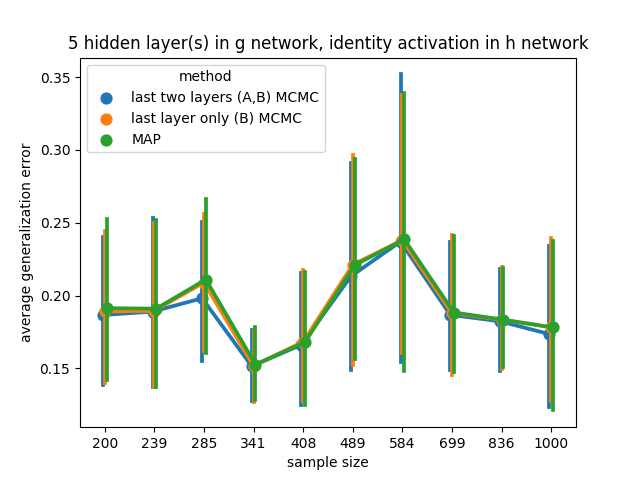 5 hidden layer(s) in g network, identity activation in h network
method
last two layers (A,B) MCMC
last layer only (B) MCMC
MAP
average generalization error
0.35
0.30
0.25
0.20
0.15
200 239 285 341 408 489 584 699 836 1000
sample size